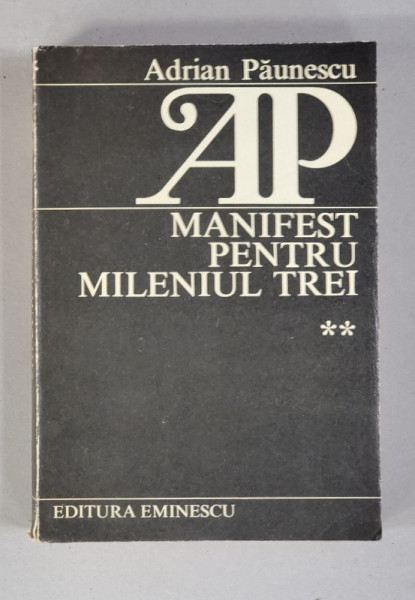 Adrian Păunescu
AP
MANIFEST
PENTRU
MILENIUL TREI
**
EDITURA EMINESCU